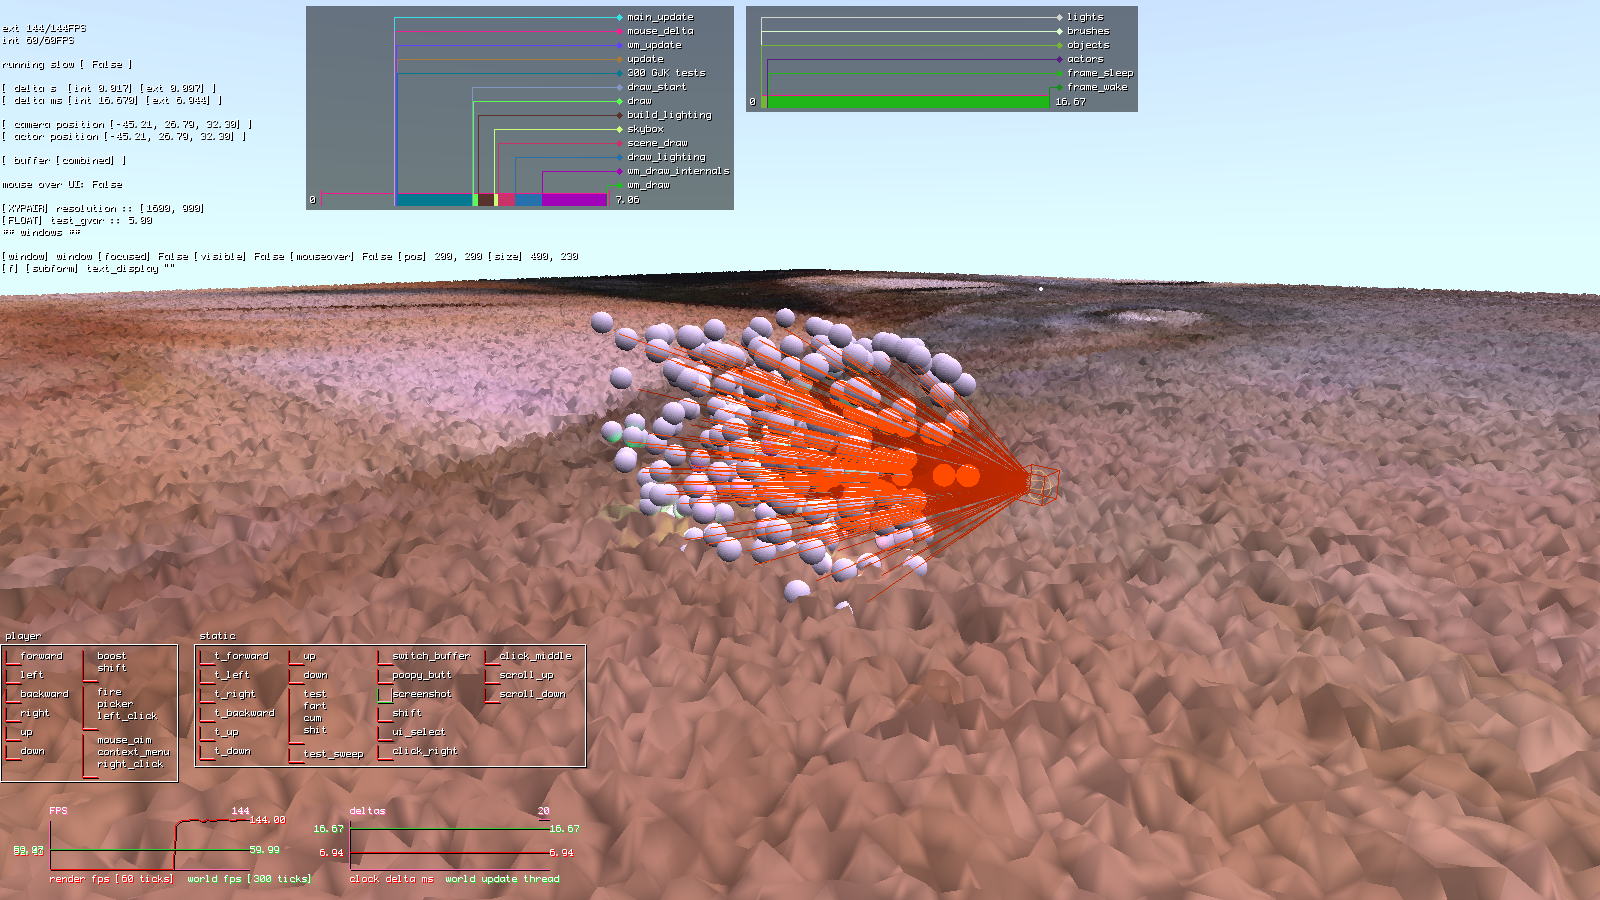 ext 144/144FPS
int 60/60FPS
running slow [ False ]
[ delta s  [int 0.017] [ext 0.007] ]
[ delta ms [int 16.670] [ext 6.944] ]
[ camera position [-45.21, 26.79, 32.30] ]
[ actor position [-45.21, 26.79, 32.30] ]
[ buffer [combined] ]
mouse over UI: False
[XYPAIR] resolution :: [1600, 900]
[FLOAT] test_gvar :: 5.00
## windows ##
[window] window [focused] False [visible] False [mouseover] False [pos] 200, 200 [size] 400, 230
[f] [subform] text_display ""
main_update
mouse_delta
wm_update
update
300 GJK tests
draw_start
draw
build_lighting
skybox
scene_draw
draw_lighting
wm_draw_internals
wm_draw
0
7.06
lights
brushes
objects
actors
frame_sleep
frame_wake
0
16.67
player
forward
left
backward
right
up
down
boost
shift
fire
picker
left_click
mouse_aim
context_menu
right_click
static
t_forward
t_left
t_right
t_backward
t_up
t_down
up
down
test
fart
cum
shit
test_sweep
switch_buffer
poopy_butt
screenshot
shift
ui_select
click_right
click_middle
scroll_up
scroll_down
FPS
144
144.00
59.99
render fps [60 ticks]
world fps [300 ticks]
deltas
20
16.67
16.67
6.94
6.94
clock delta ms
world update thread